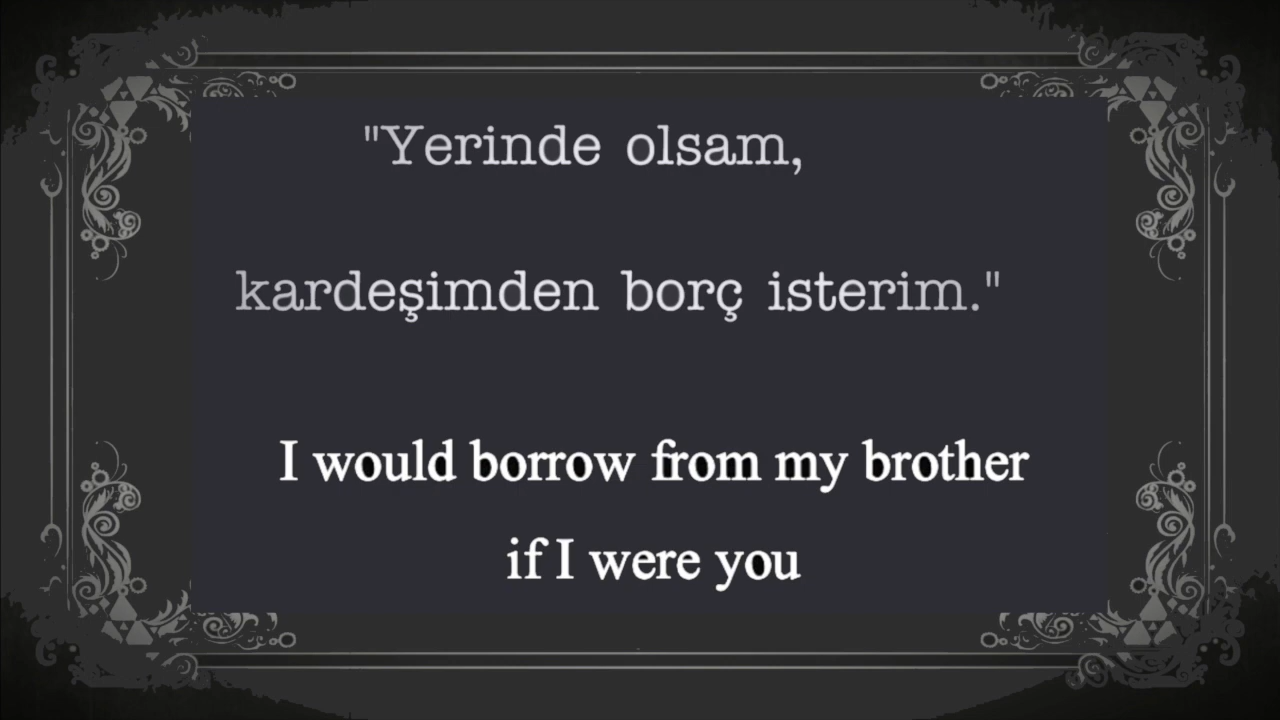 "Yerinde olsam,
kardeşimden borç isterim."
I would borrow from my brother
if I were you